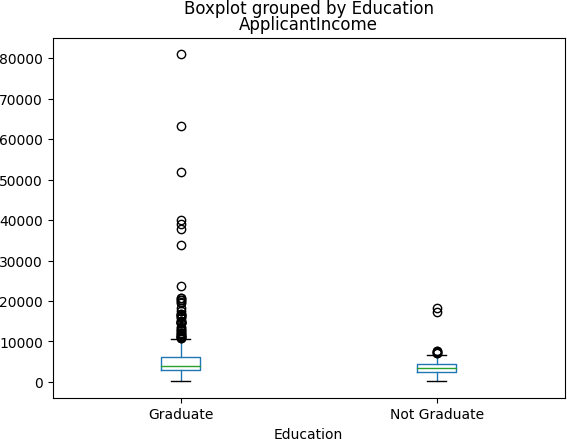 Boxplot grouped by Education
ApplicantIncome
80000
70000
60000
50000
40000
30000
20000
10000
0
Graduate
Not Graduate
Education